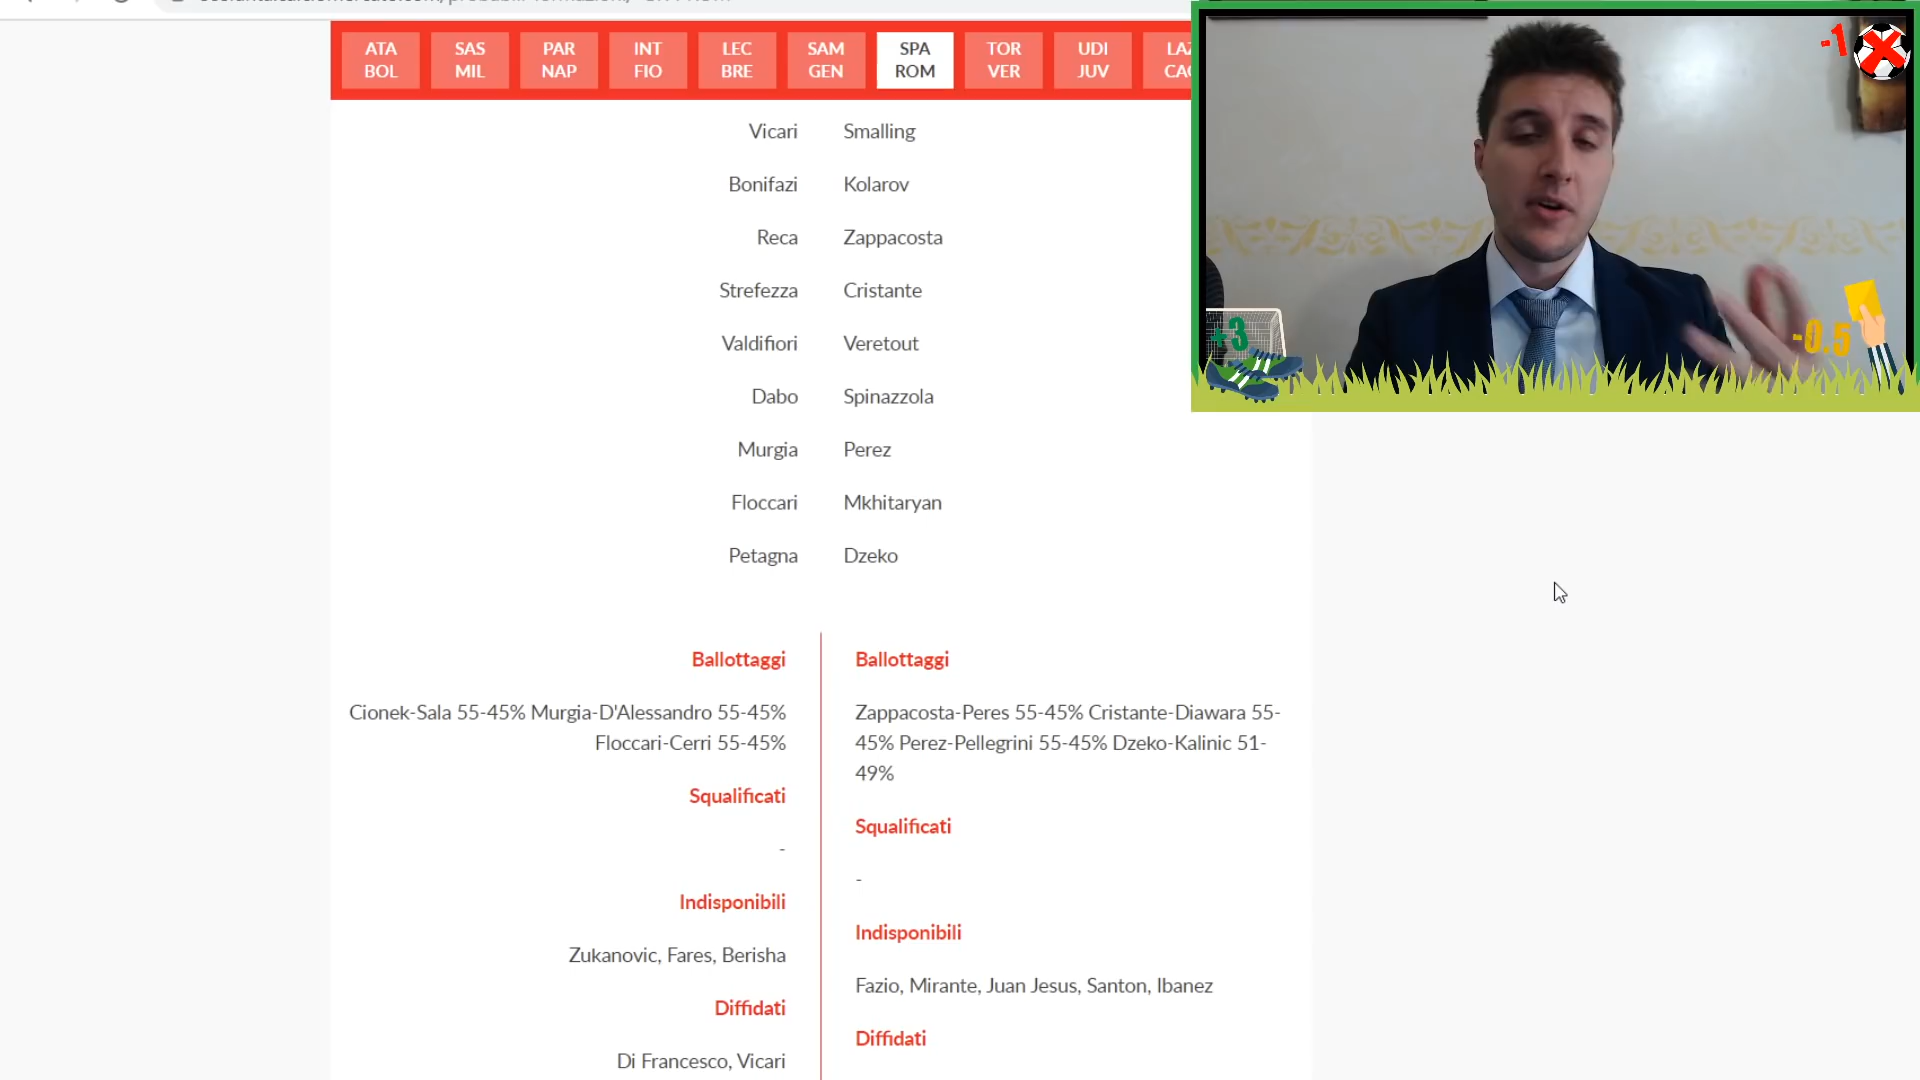 ATA
BOL
SAS
MIL
PAR
NAP
INT
FIO
LEC
BRE
SAM
GEN
SPA
ROM
TOR
VER
UDI
JUV
-1
Vicari Smalling
Bonifazi Kolarov
Reca Zappacosta
Strefezza Cristante
Valdifiori Veretout
Dabo Spinazzola
Murgia Perez
Floccari Mkhitaryan
Petagna Dzeko
+3
-0.5
Ballottaggi
Cionek-Sala 55-45% Murgia-D'Alessandro 55-45%
Floccari-Cerri 55-45%
Squalificati
-
Indisponibili
Zukanovic, Fares, Berisha
Diffidati
Di Francesco, Vicari
Ballottaggi
Zappacosta-Peres 55-45% Cristante-Diawara 55-
45% Perez-Pellegrini 55-45% Dzeko-Kalinic 51-
49%
Squalificati
-
Indisponibili
Fazio, Mirante, Juan Jesus, Santon, Ibanez
Diffidati